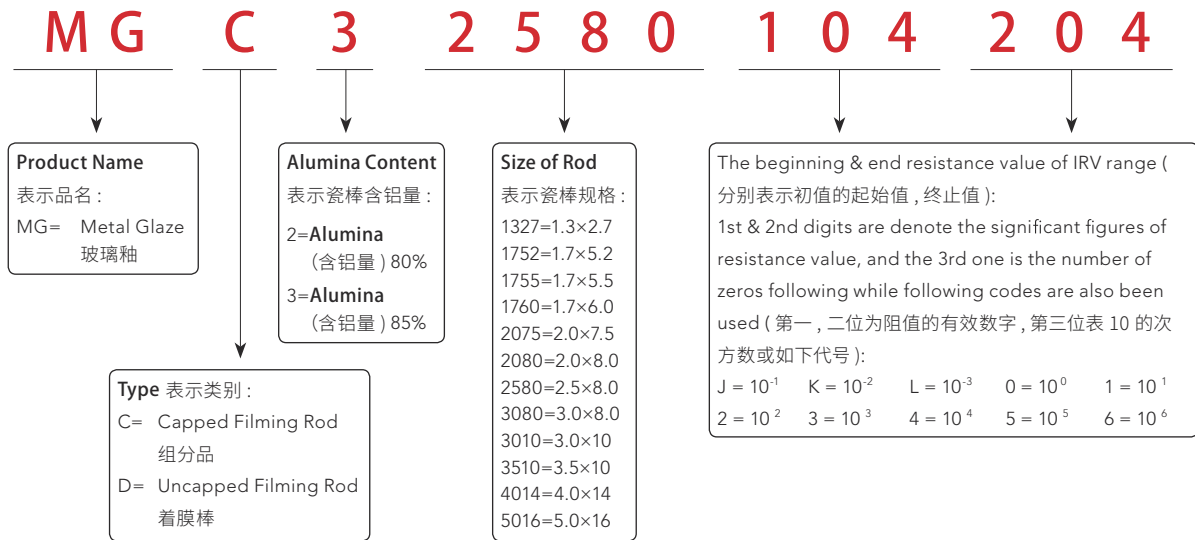 MG C 3 2580 104 204
Product Name
表示品名 :
MG= Metal Glaze
玻璃釉
Type 表示类别 :
C= Capped Filming Rod
组分品
D= Uncapped Filming Rod
着膜棒
Alumina Content
表示瓷棒含铝量 :
2=Alumina
(含铝量 ) 80%
3=Alumina
(含铝量 ) 85%
Size of Rod
表示瓷棒规格 :
1327=1.3×2.7
1752=1.7×5.2
1755=1.7×5.5
1760=1.7×6.0
2075=2.0×7.5
2080=2.0×8.0
2580=2.5×8.0
3080=3.0×8.0
3010=3.0×10
3510=3.5×10
4014=4.0×14
5016=5.0×16
The beginning & end resistance value of IRV range (
分别表示初值的起始值 , 终止值 ):
1st & 2nd digits are denote the significant figures of
resistance value, and the 3rd one is the number of
zeros following while following codes are also been
used ( 第一 , 二位为阻值的有效数字 , 第三位表 10 的次
方数或如下代号 ):
J = 10⁻¹ K = 10⁻² L = 10⁻³ 0 = 10⁰ 1 = 10¹
2 = 10² 3 = 10³ 4 = 10⁴ 5 = 10⁵ 6 = 10⁶